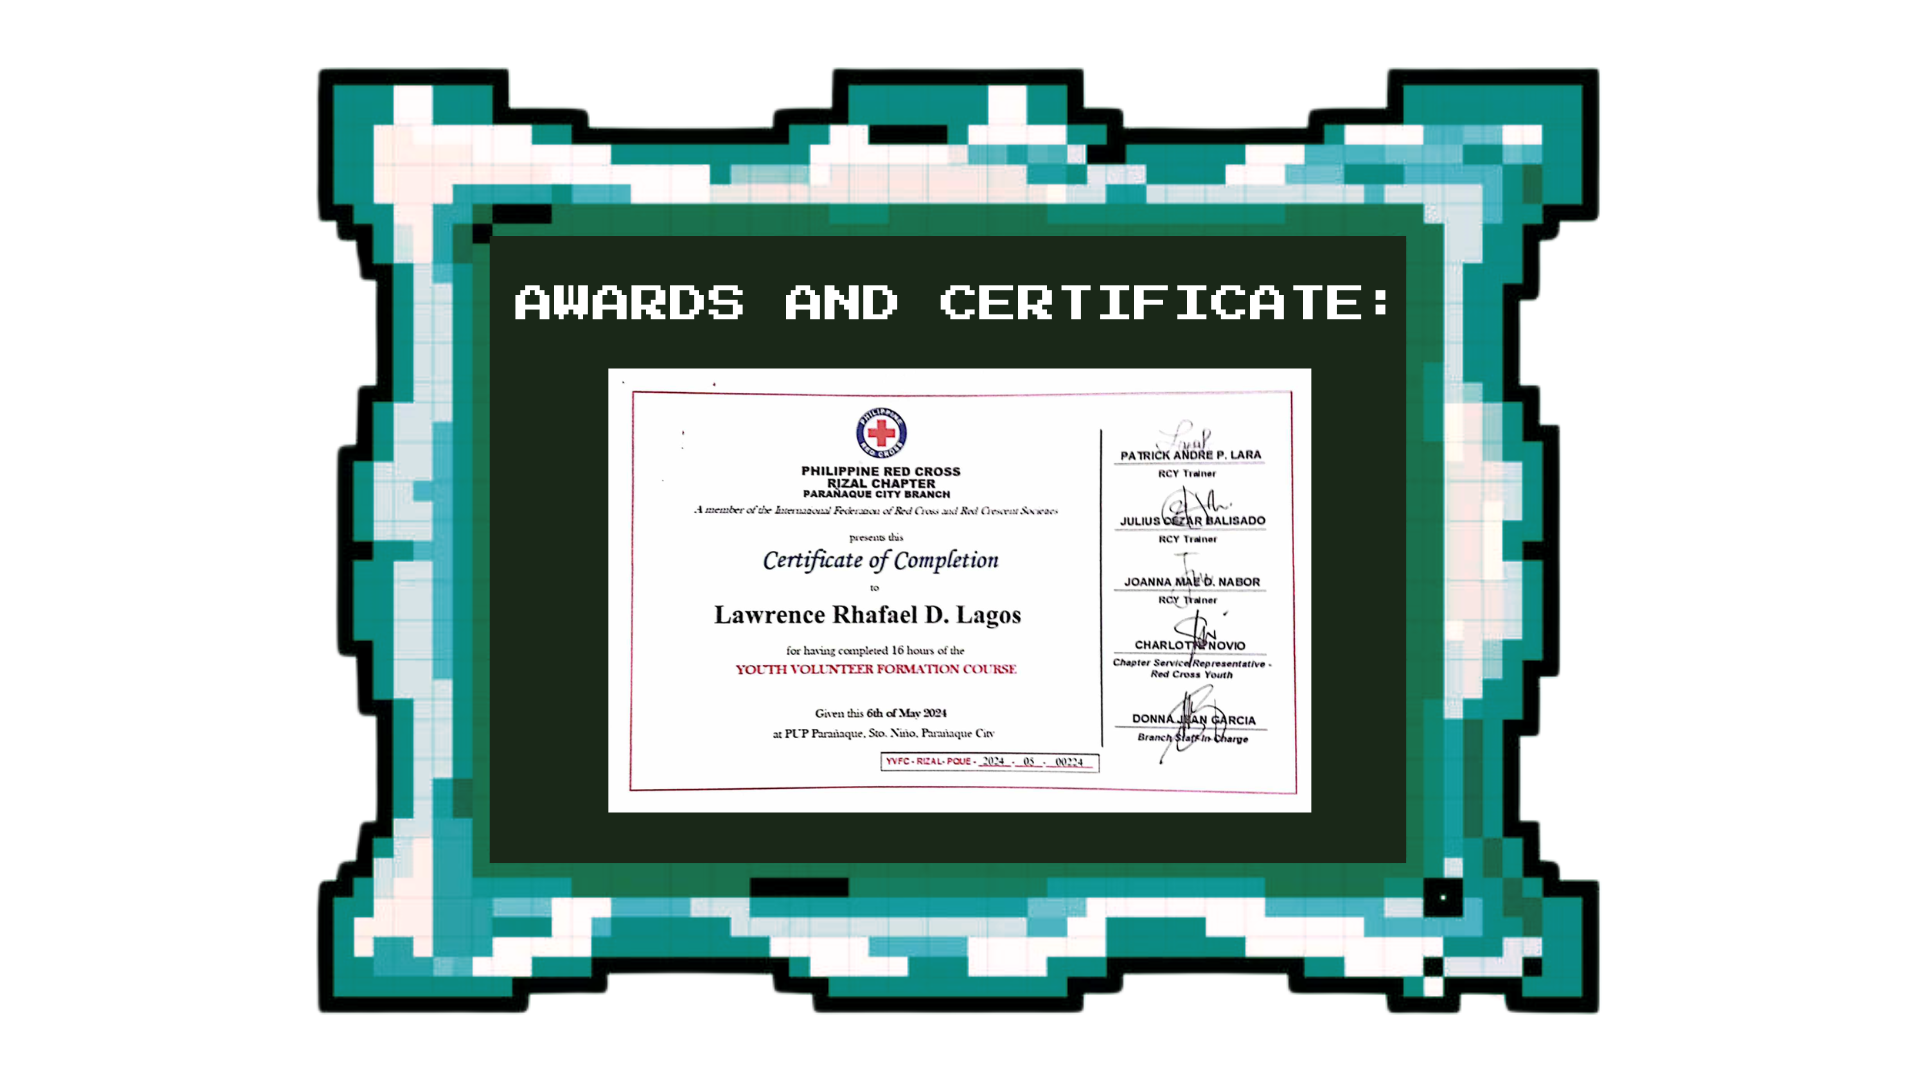 AWARDS AND CERTIFICATE:
PHILIPPINE RED CROSS
PHILIPPINE RED CROSS
RIZAL CHAPTER
PARAÑAQUE CITY BRANCH
A member of the International Federation of Red Cross and Red Crescent Societies
presents this
Certificate of Completion
to
Lawrence Rhafael D. Lagos
for having completed 16 hours of the
YOUTH VOLUNTEER FORMATION COURSE
Given this 6th of May 2024
at PUP Parañaque, Sto. Niño, Parañaque City
YVFC - RIZAL- PQUE - 2024 - 05 - 00224
PATRICK ANDRE P. LARA
RCY Trainer
JULIUS CEZAR BALISADO
RCY Trainer
JOANNA MAE D. NABOR
RCY Trainer
CHARLOTTE NOVIO
Chapter Service Representative -
Red Cross Youth
DONNA JEAN GARCIA
Branch Staff-In-Charge